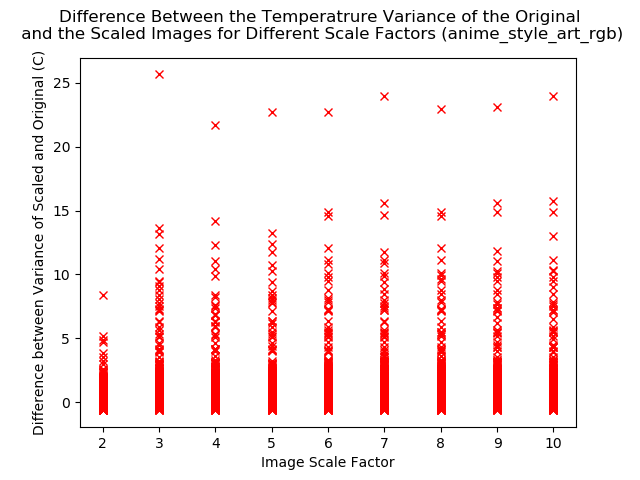 Difference Between the Temperatrure Variance of the Original
and the Scaled Images for Different Scale Factors (anime_style_art_rgb)
Difference between Variance of Scaled and Original (C)
25
20
15
10
5
0
2 3 4 5 6 7 8 9 10
Image Scale Factor